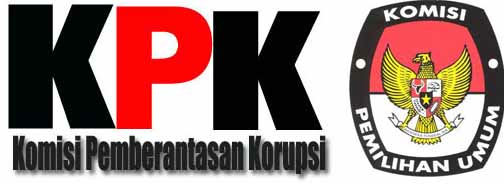 KPK
Komisi Pemberantasan Korupsi
KOMISI
PEMILIHAN UMUM